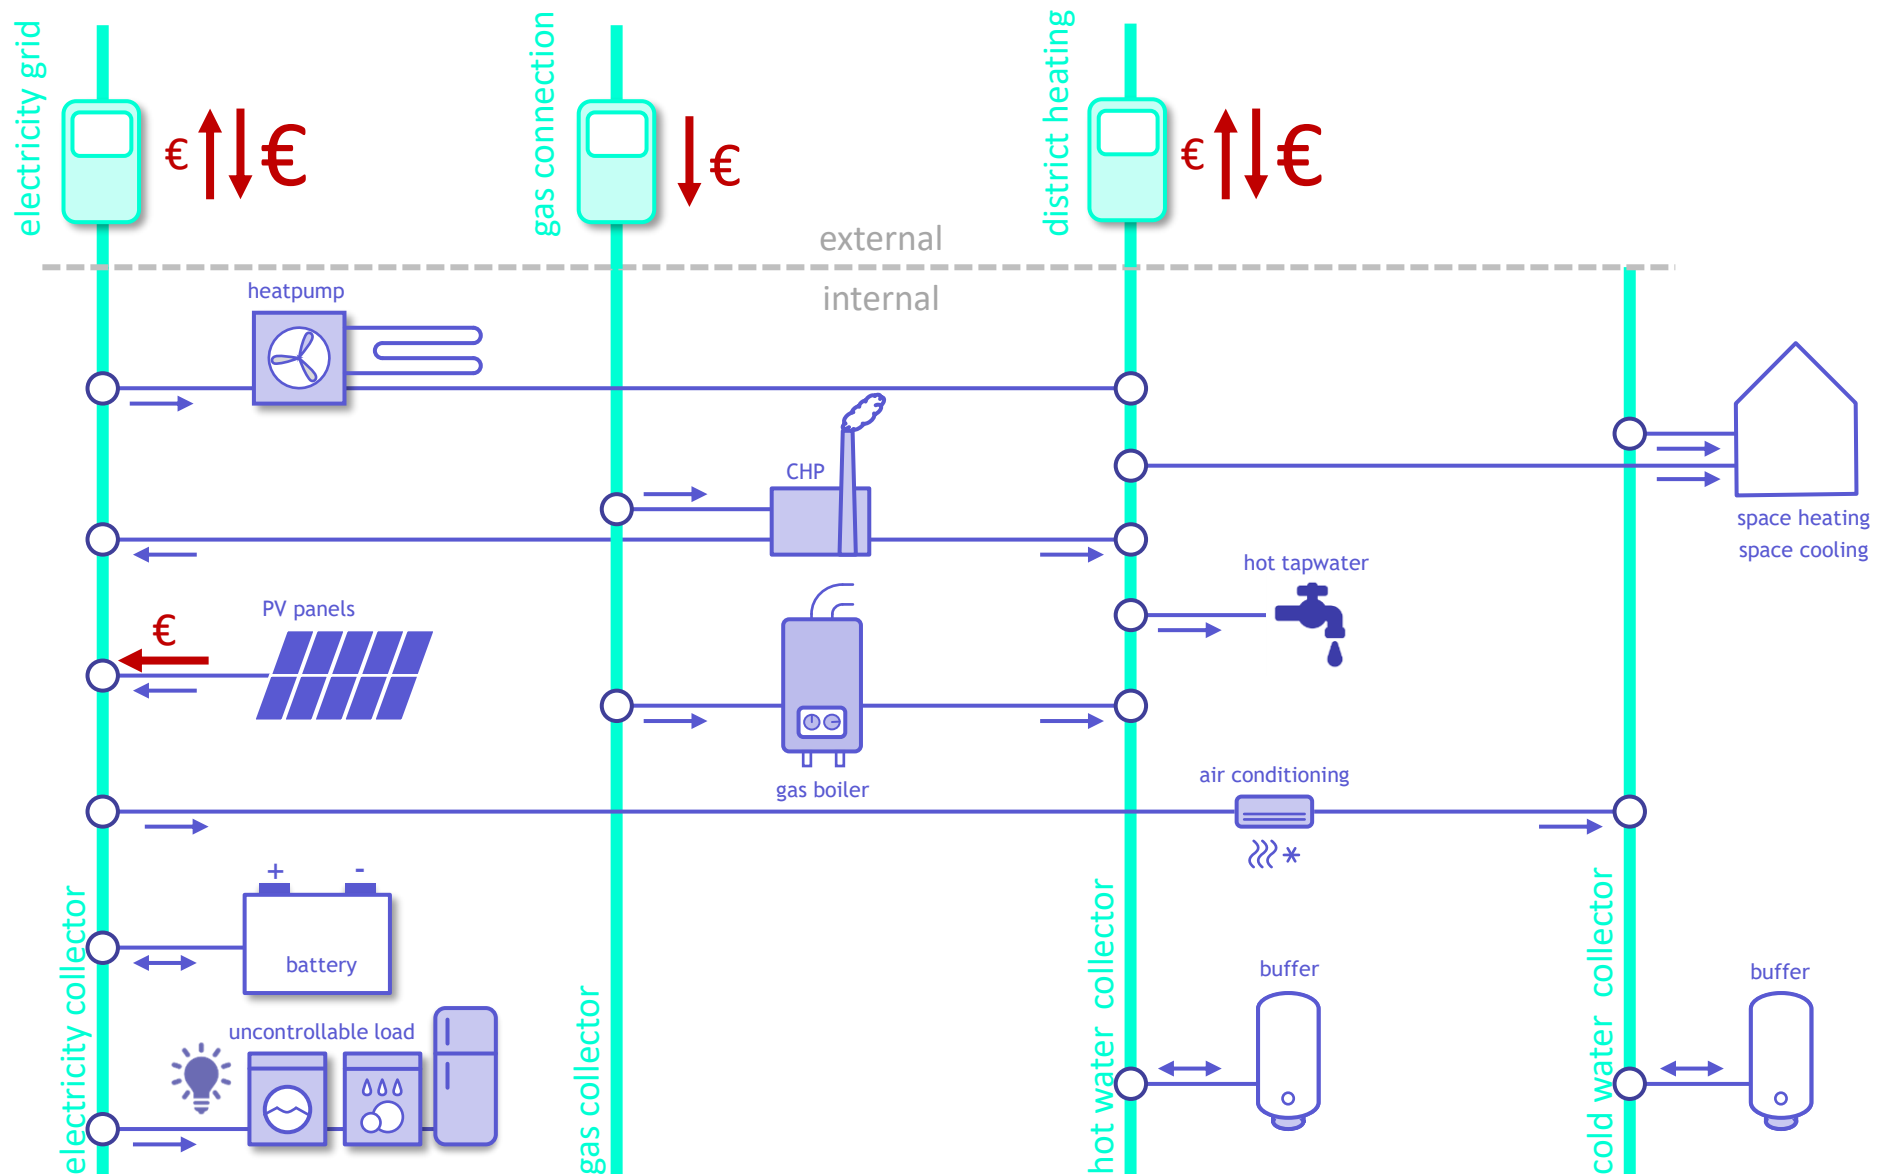 electricity grid
€
€
gas connection
€
district heating
€
€
external
internal
heatpump
CHP
space heating
space cooling
hot tapwater
PV panels
€
gas boiler
air conditioning
+ -
battery
uncontrollable load
buffer
buffer
electricity collector
gas collector
hot water collector
cold water collector